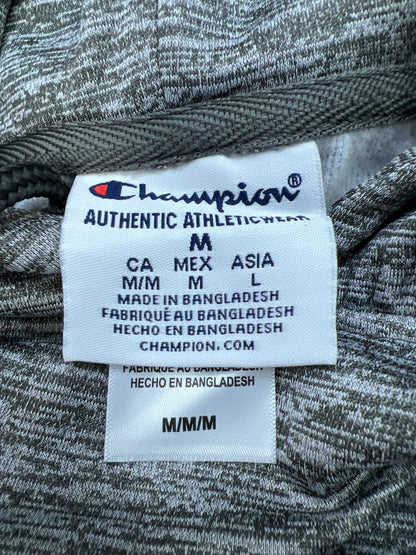 Champion®
AUTHENTIC ATHLETICWEAR
M
CA MEX ASIA
M/M M L
MADE IN BANGLADESH
FABRIQUÉ AU BANGLADESH
HECHO EN BANGLADESH
CHAMPION.COM
FABRIQUE AU BANGLADESH
HECHO EN BANGLADESH
M/M/M